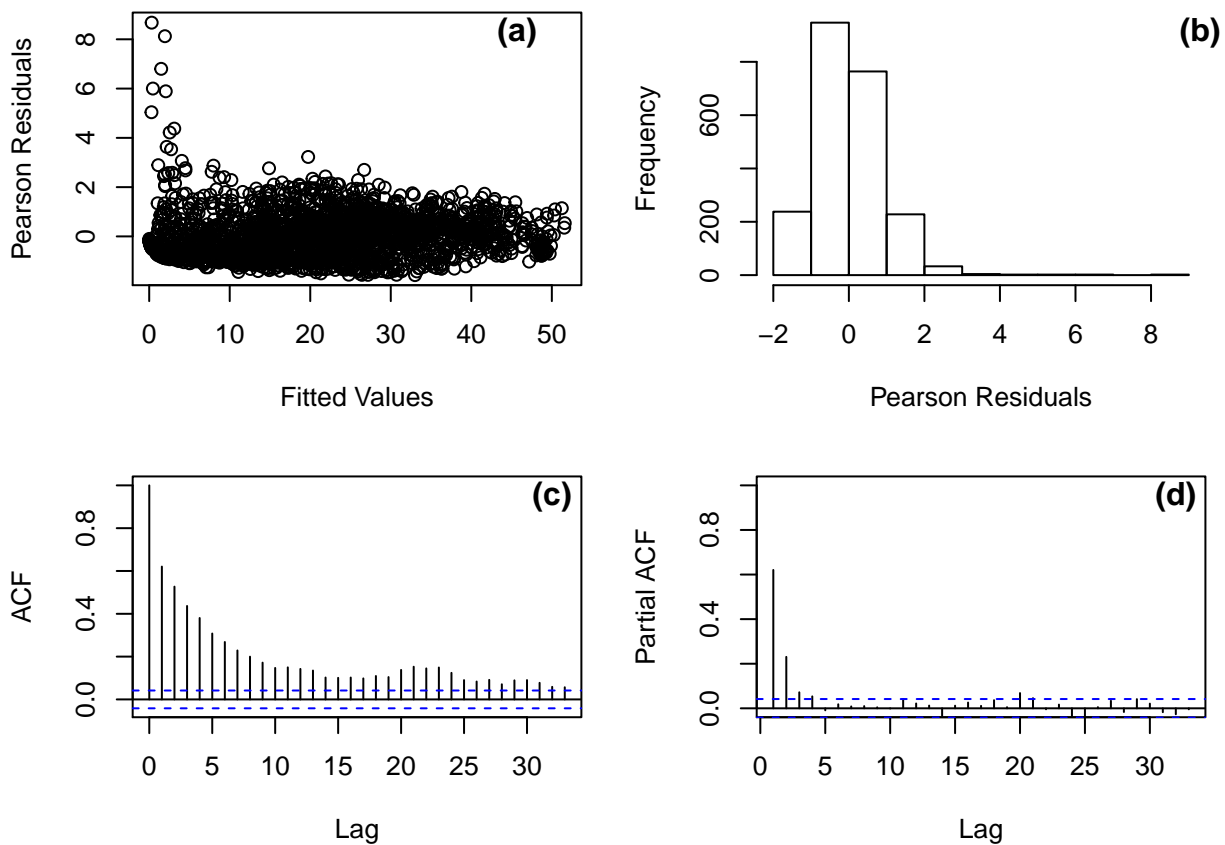 (a)
Pearson Residuals
8
6
4
2
0
0 10 20 30 40 50
Fitted Values
(b)
Frequency
600
200
0
−2 0 2 4 6 8
Pearson Residuals
(c)
ACF
0.8
0.4
0.0
0 5 10 15 20 25 30
Lag
(d)
Partial ACF
0.8
0.4
0.0
0 5 10 15 20 25 30
Lag